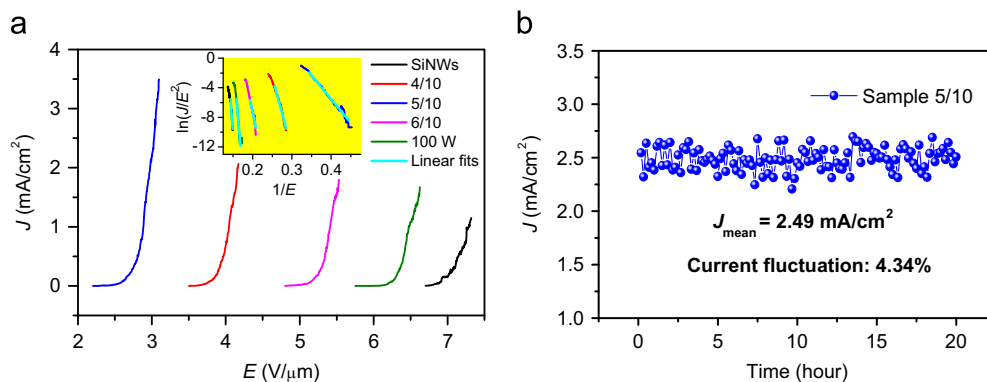 a
J (mA/cm²)
4
3
2
1
0
2 3 4 5 6 7
E (V/μm)
ln(J/E²)
0
-4
-8
-12
0.2 0.3 0.4
1/E
SiNWs
4/10
5/10
6/10
100 W
Linear fits
b
J (mA/cm²)
3.5
3.0
2.5
2.0
1.5
1.0
0 5 10 15 20
Time (hour)
Sample 5/10
Jmean = 2.49 mA/cm²
Current fluctuation: 4.34%